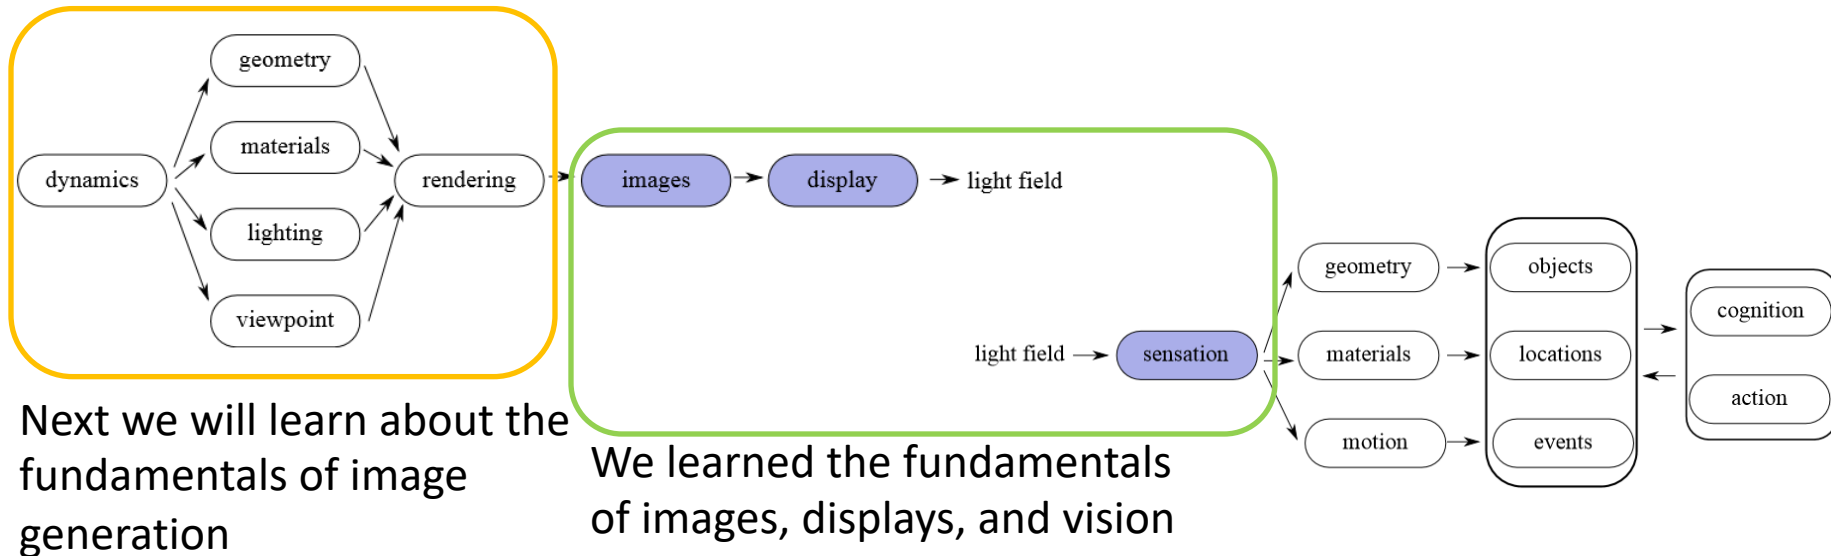 geometry
materials
dynamics
rendering
lighting
viewpoint
images
display
light field
light field
sensation
geometry
materials
motion
objects
locations
events
cognition
action
Next we will learn about the
fundamentals of image
generation
We learned the fundamentals
of images, displays, and vision